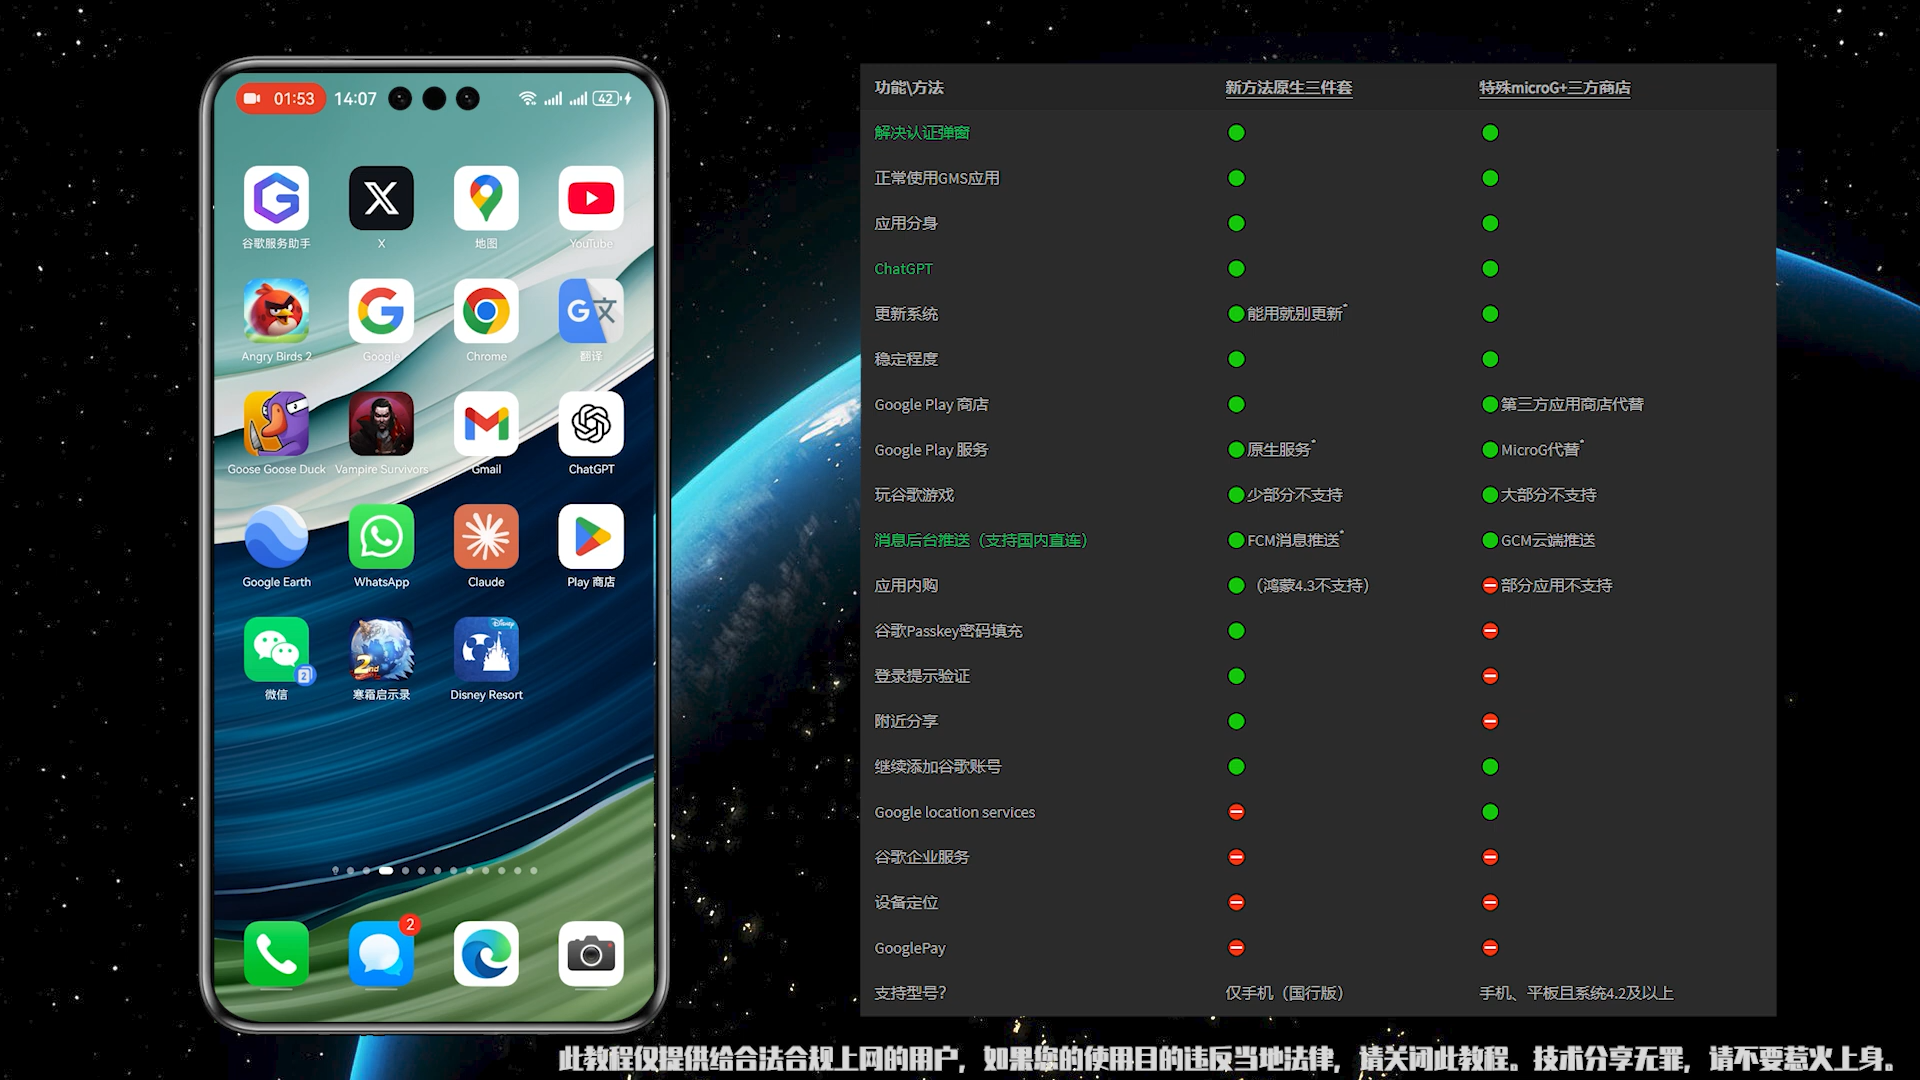 01:53 14:07 42
谷歌服务助手 X 地图 YouTube
Angry Birds 2 Google Chrome 翻译
Goose Goose Duck Vampire Survivors Gmail ChatGPT
Google Earth WhatsApp Claude Play 商店
2nd Disney
2
微信 寒霜启示录 Disney Resort
2
功能\方法 新方法原生三件套 特殊microG+三方商店
解决认证弹窗
正常使用GMS应用
应用分身
ChatGPT
更新系统 能用就别更新*
稳定程度
Google Play 商店 第三方应用商店代替
Google Play 服务 原生服务* MicroG代替*
玩谷歌游戏 少部分不支持 大部分不支持
消息后台推送（支持国内直连） FCM消息推送* GCM云端推送
应用内购 （鸿蒙4.3不支持） 部分应用不支持
谷歌Passkey密码填充
登录提示验证
附近分享
继续添加谷歌账号
Google location services
谷歌企业服务
设备定位
GooglePay
支持型号? 仅手机（国行版） 手机、平板且系统4.2及以上
此教程仅提供给合法合规上网的用户，如果您的使用目的违反当地法律，请关闭此教程。技术分享无罪，请不要惹火上身。